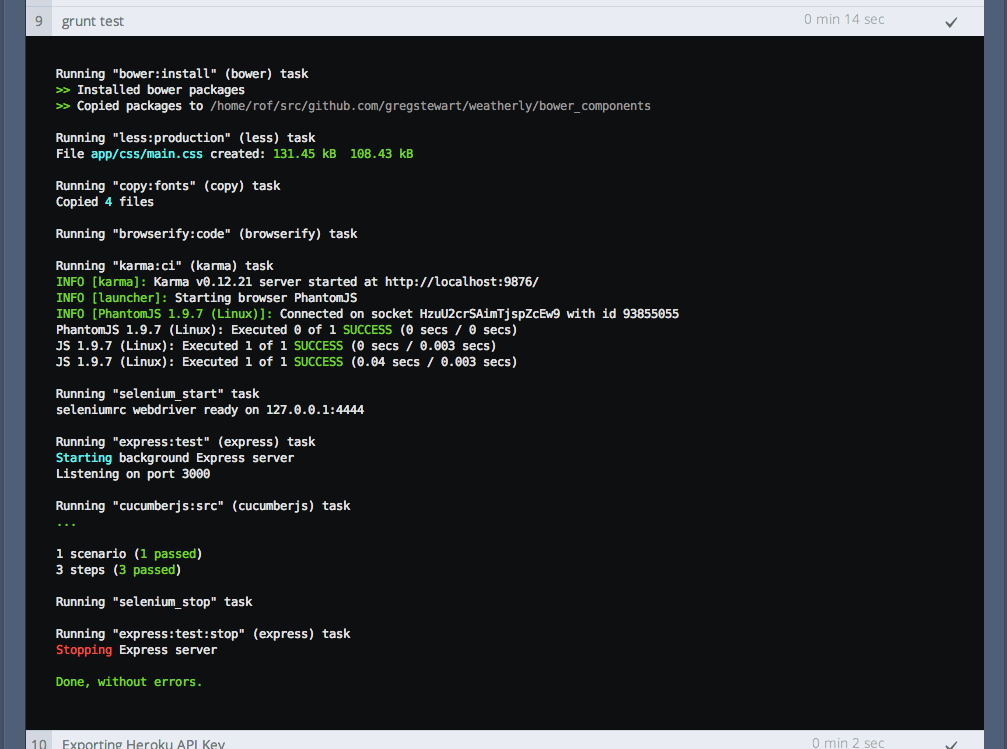 9 grunt test 0 min 14 sec
Running "bower:install" (bower) task
>> Installed bower packages
>> Copied packages to /home/rof/src/github.com/gregstewart/weatherly/bower_components
Running "less:production" (less) task
File app/css/main.css created: 131.45 kB 108.43 kB
Running "copy:fonts" (copy) task
Copied 4 files
Running "browserify:code" (browserify) task
Running "karma:ci" (karma) task
INFO [karma]: Karma v0.12.21 server started at http://localhost:9876/
INFO [launcher]: Starting browser PhantomJS
INFO [PhantomJS 1.9.7 (Linux)]: Connected on socket HzuU2crSAimTjspZcEw9 with id 93855055
PhantomJS 1.9.7 (Linux): Executed 0 of 1 SUCCESS (0 secs / 0 secs)
JS 1.9.7 (Linux): Executed 1 of 1 SUCCESS (0 secs / 0.003 secs)
JS 1.9.7 (Linux): Executed 1 of 1 SUCCESS (0.04 secs / 0.003 secs)
Running "selenium_start" task
seleniumrc webdriver ready on 127.0.0.1:4444
Running "express:test" (express) task
Starting background Express server
Listening on port 3000
Running "cucumberjs:src" (cucumberjs) task
...
1 scenario (1 passed)
3 steps (3 passed)
Running "selenium_stop" task
Running "express:test:stop" (express) task
Stopping Express server
Done, without errors.
10 Exporting Heroku API Key 0 min 2 sec